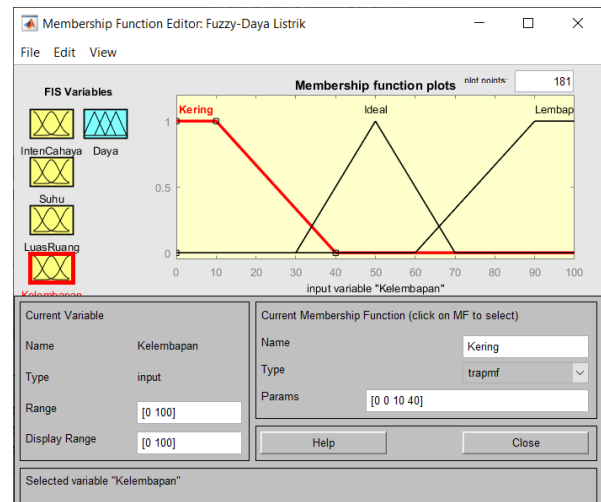 Membership Function Editor: Fuzzy-Daya Listrik
File Edit View
FIS Variables
IntenCahaya Daya
Suhu
LuasRuang
Kelembapan
Membership function plots
plot points:
181
Kering
Ideal
Lembap
1
0.5
0
0 10 20 30 40 50 60 70 80 90 100
input variable "Kelembapan"
Current Variable
Name Kelembapan
Type input
Range [0 100]
Display Range [0 100]
Current Membership Function (click on MF to select)
Name Kering
Type trapmf
Params [0 0 10 40]
Help Close
Selected variable "Kelembapan"